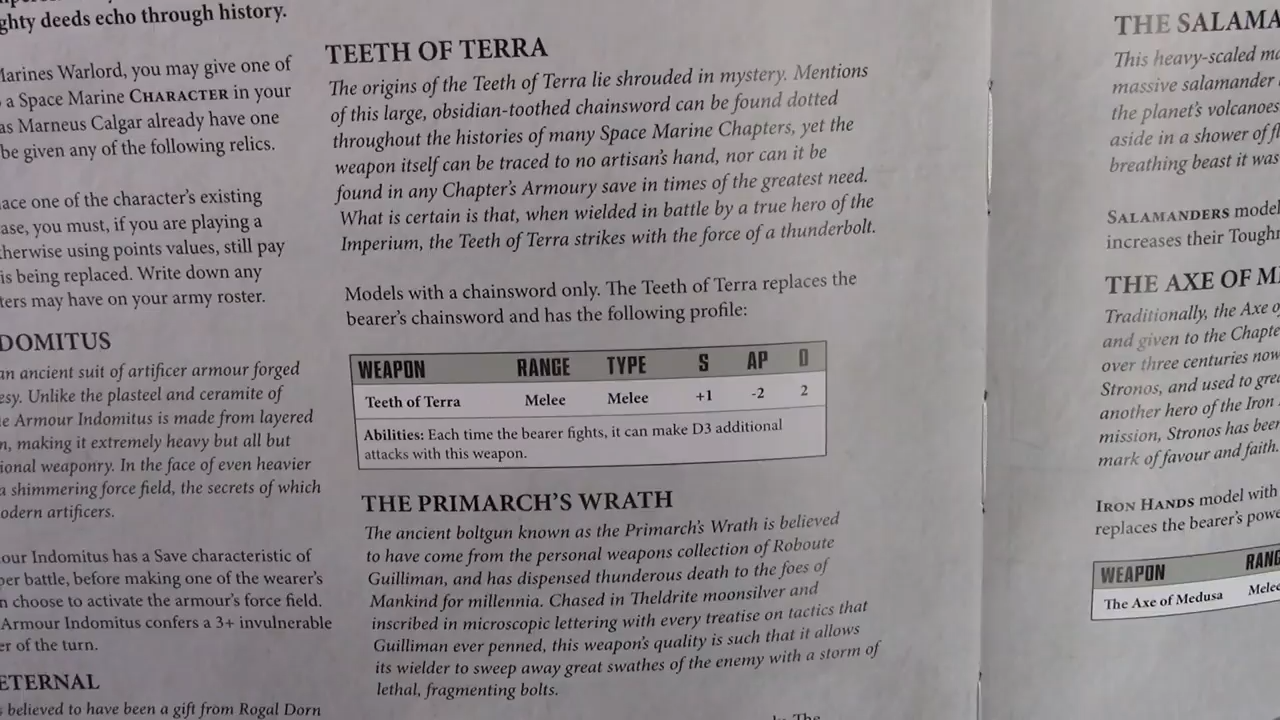 ghty deeds echo through history.
Marines Warlord, you may give one of
a Space Marine CHARACTER in your
as Marneus Calgar already have one
be given any of the following relics.
ace one of the character's existing
ase, you must, if you are playing a
therwise using points values, still pay
is being replaced. Write down any
ters may have on your army roster.
DOMITUS
an ancient suit of artificer armour forged
esy. Unlike the plasteel and ceramite of
e Armour Indomitus is made from layered
n, making it extremely heavy but all but
ional weaponry. In the face of even heavier
a shimmering force field, the secrets of which
odern artificers.
our Indomitus has a Save characteristic of
per battle, before making one of the wearer's
n choose to activate the armour's force field.
Armour Indomitus confers a 3+ invulnerable
er of the turn.
ETERNAL
s believed to have been a gift from Rogal Dorn
TEETH OF TERRA
The origins of the Teeth of Terra lie shrouded in mystery. Mentions
of this large, obsidian-toothed chainsword can be found dotted
throughout the histories of many Space Marine Chapters, yet the
weapon itself can be traced to no artisan's hand, nor can it be
found in any Chapter's Armoury save in times of the greatest need.
What is certain is that, when wielded in battle by a true hero of the
Imperium, the Teeth of Terra strikes with the force of a thunderbolt.
Models with a chainsword only. The Teeth of Terra replaces the
bearer's chainsword and has the following profile:
WEAPON RANGE TYPE S AP D
Teeth of Terra Melee Melee +1 -2 2
Abilities: Each time the bearer fights, it can make D3 additional
attacks with this weapon.
THE PRIMARCH'S WRATH
The ancient boltgun known as the Primarch's Wrath is believed
to have come from the personal weapons collection of Roboute
Guilliman, and has dispensed thunderous death to the foes of
Mankind for millennia. Chased in Theldrite moonsilver and
inscribed in microscopic lettering with every treatise on tactics that
Guilliman ever penned, this weapon's quality is such that it allows
its wielder to sweep away great swathes of the enemy with a storm of
lethal, fragmenting bolts.
The
THE SALAMA
This heavy-scaled ma
massive salamander
the planet's volcanoes
aside in a shower of fl
breathing beast it was
SALAMANDERS model
increases their Tough
THE AXE OF ME
Traditionally, the Axe o
and given to the Chapte
over three centuries now
Stronos, and used to grea
another hero of the Iron
mission, Stronos has been
mark of favour and faith.
IRON HANDS model with
replaces the bearer's powe
WEAPON RANG
The Axe of Medusa Melee